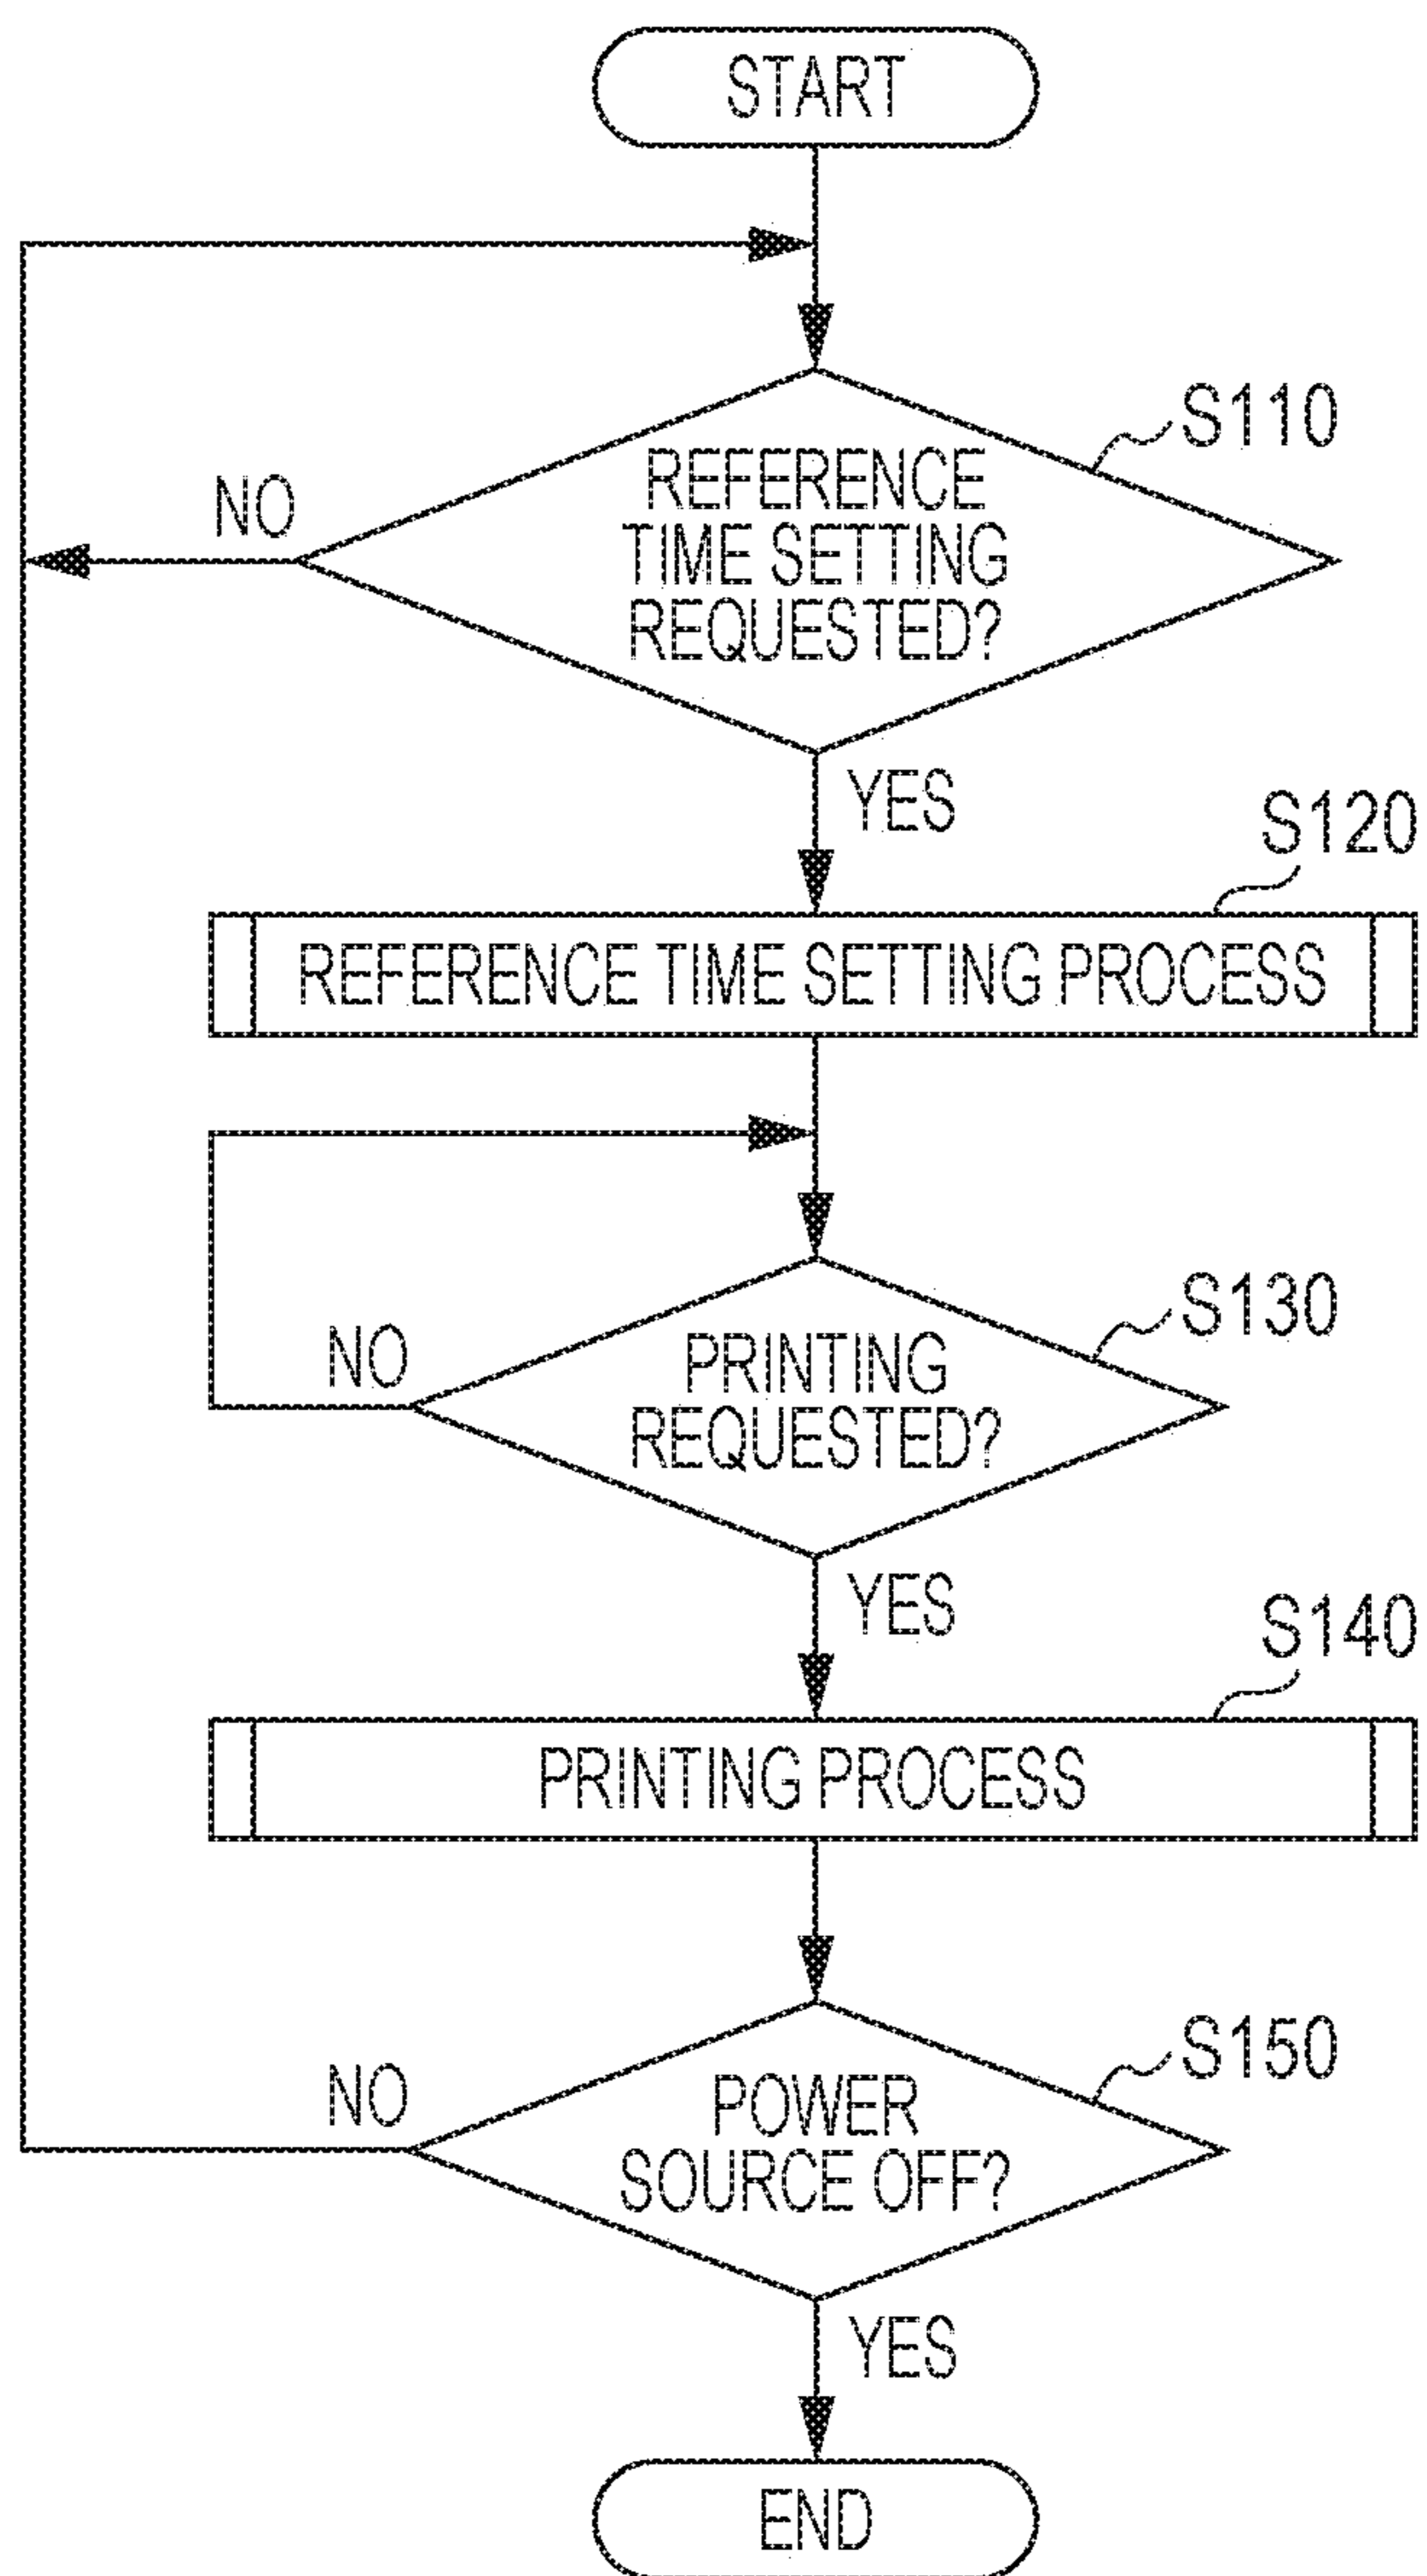 START
S110
REFERENCE
TIME SETTING
REQUESTED?
NO
YES
S120
REFERENCE TIME SETTING PROCESS
S130
PRINTING
REQUESTED?
NO
YES
S140
PRINTING PROCESS
S150
POWER
SOURCE OFF?
NO
YES
END